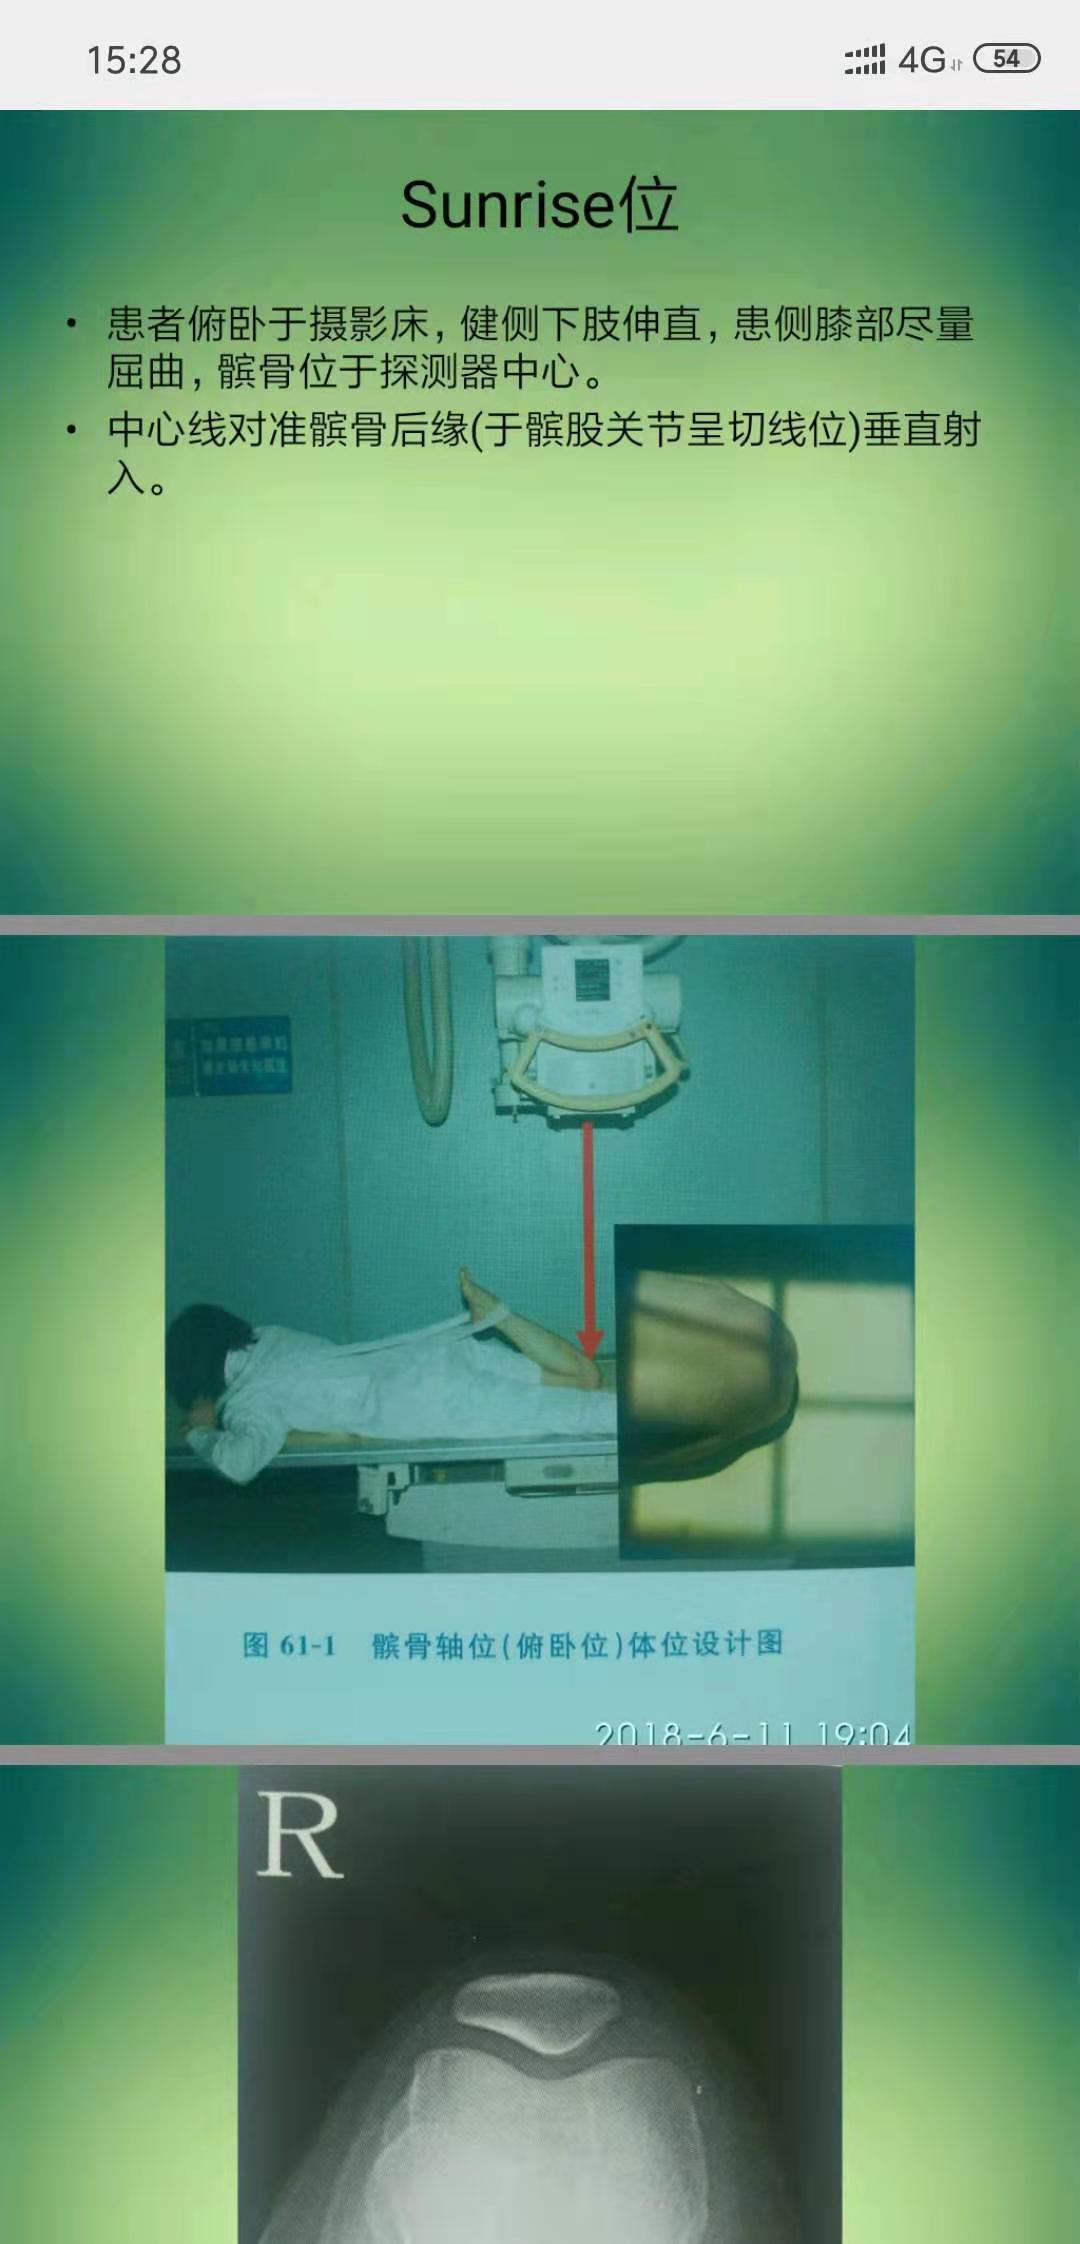 15:28
4G
54
Sunrise位
• 患者俯卧于摄影床，健侧下肢伸直，患侧膝部尽量
屈曲，髌骨位于探测器中心。
• 中心线对准髌骨后缘(于髌股关节呈切线位)垂直射
入。
图 61-1 髌骨轴位(俯卧位)体位设计图
2018-6-11 19:04
R